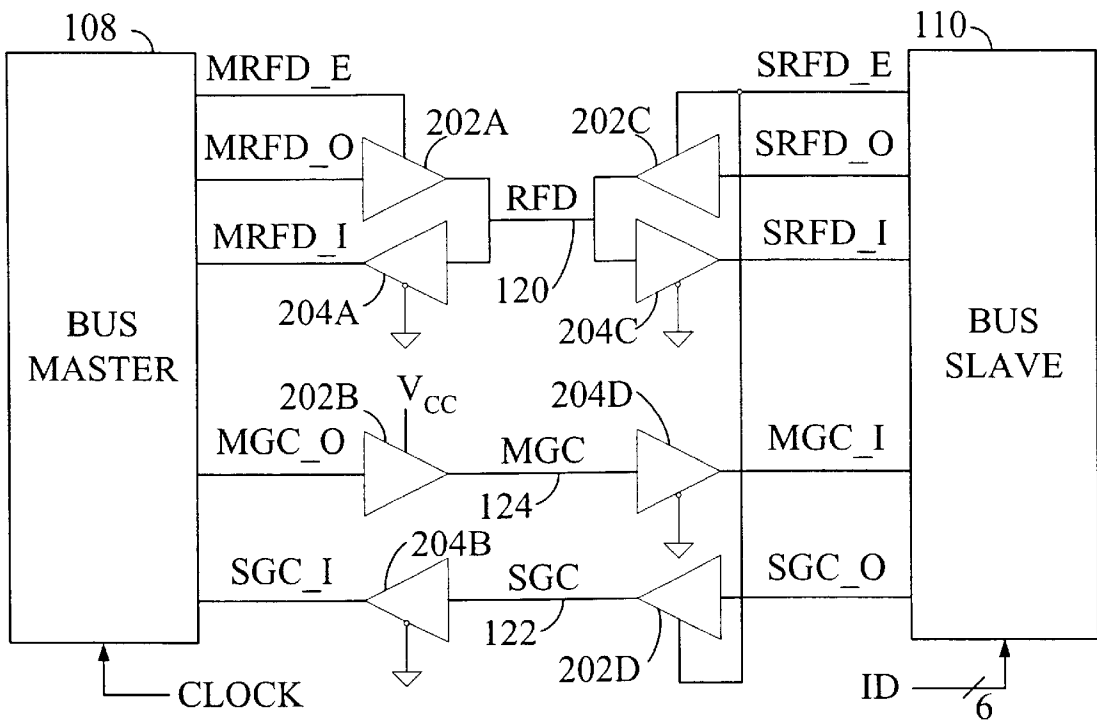 108
110
MRFD_E
SRFD_E
202A
202C
MRFD_O
SRFD_O
RFD
MRFD_I
SRFD_I
120
204A
204C
BUS
MASTER
BUS
SLAVE
202B
VCC
204D
MGC_O
MGC
MGC_I
124
204B
SGC_I
SGC
SGC_O
122
202D
CLOCK
ID
6